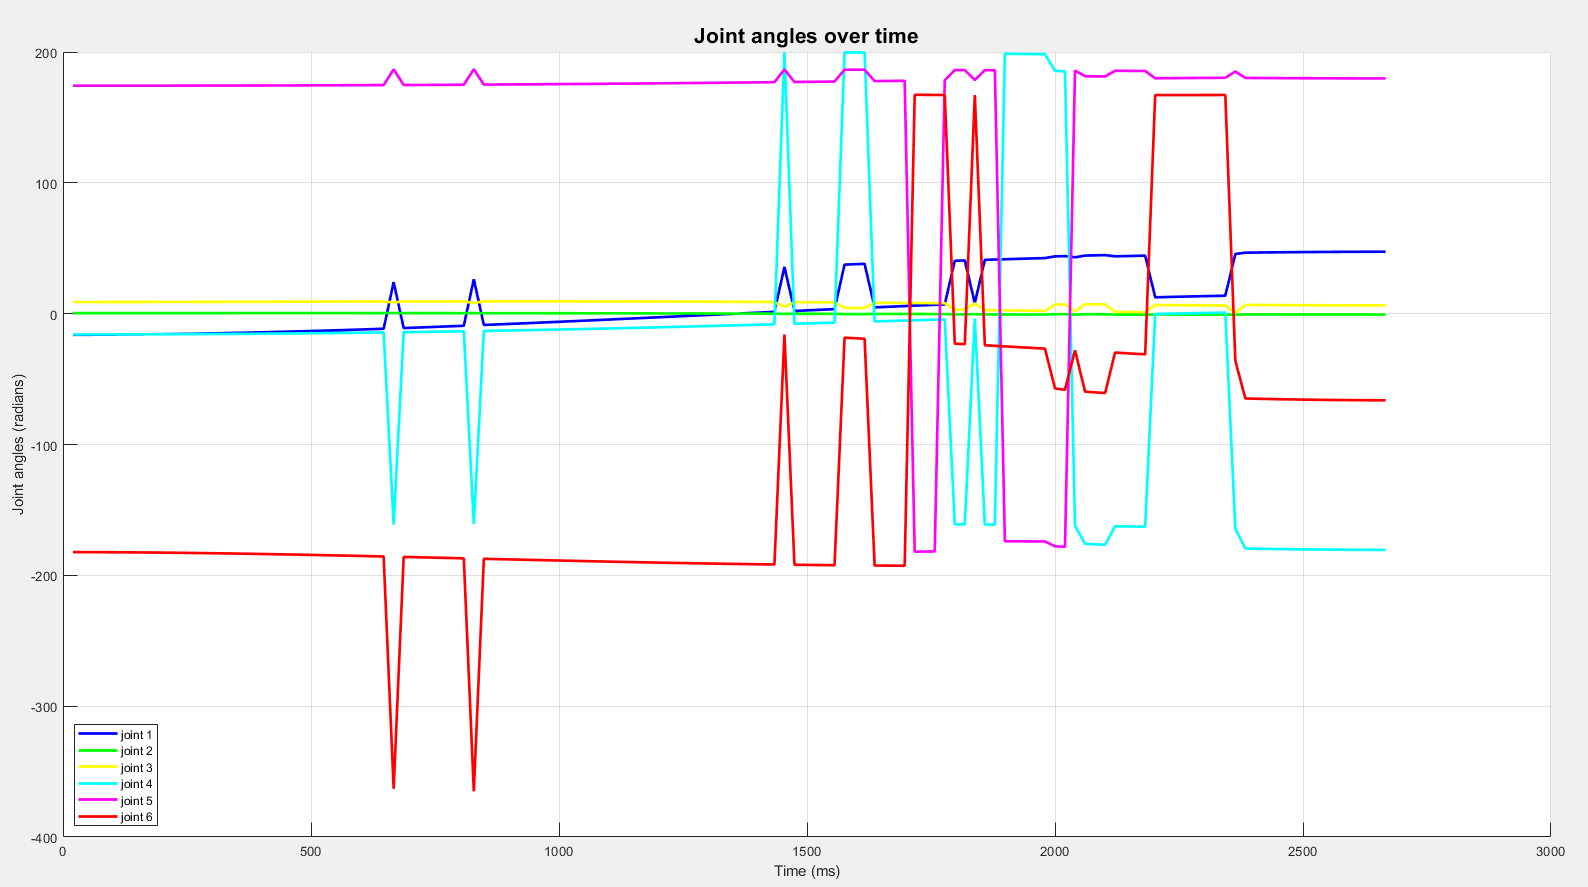 Joint angles over time
Joint angles (radians)
200
100
0
-100
-200
-300
-400
joint 1
joint 2
joint 3
joint 4
joint 5
joint 6
0
500
1000
1500
2000
2500
3000
Time (ms)